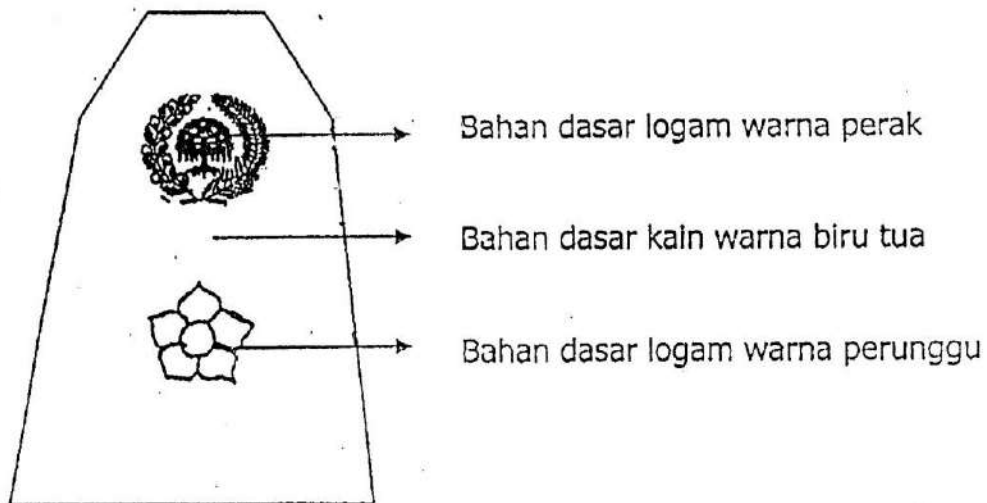 Bahan dasar logam warna perak
Bahan dasar kain warna biru tua
Bahan dasar logam warna perunggu